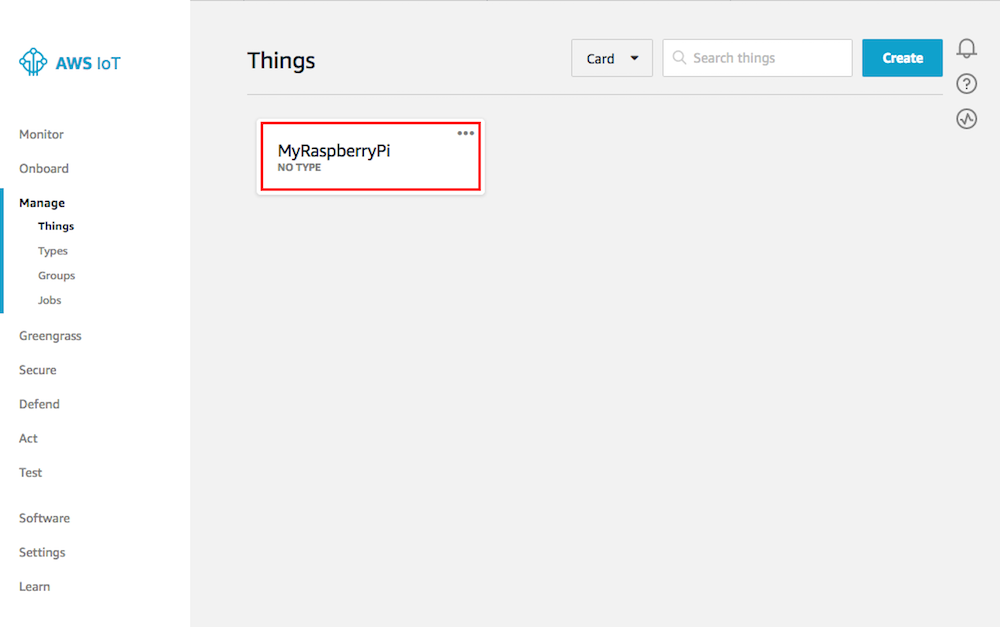 AWS IoT
Monitor
Onboard
Manage
Things
Types
Groups
Jobs
Greengrass
Secure
Defend
Act
Test
Software
Settings
Learn
Things
Card
Search things
Create
MyRaspberryPi
NO TYPE